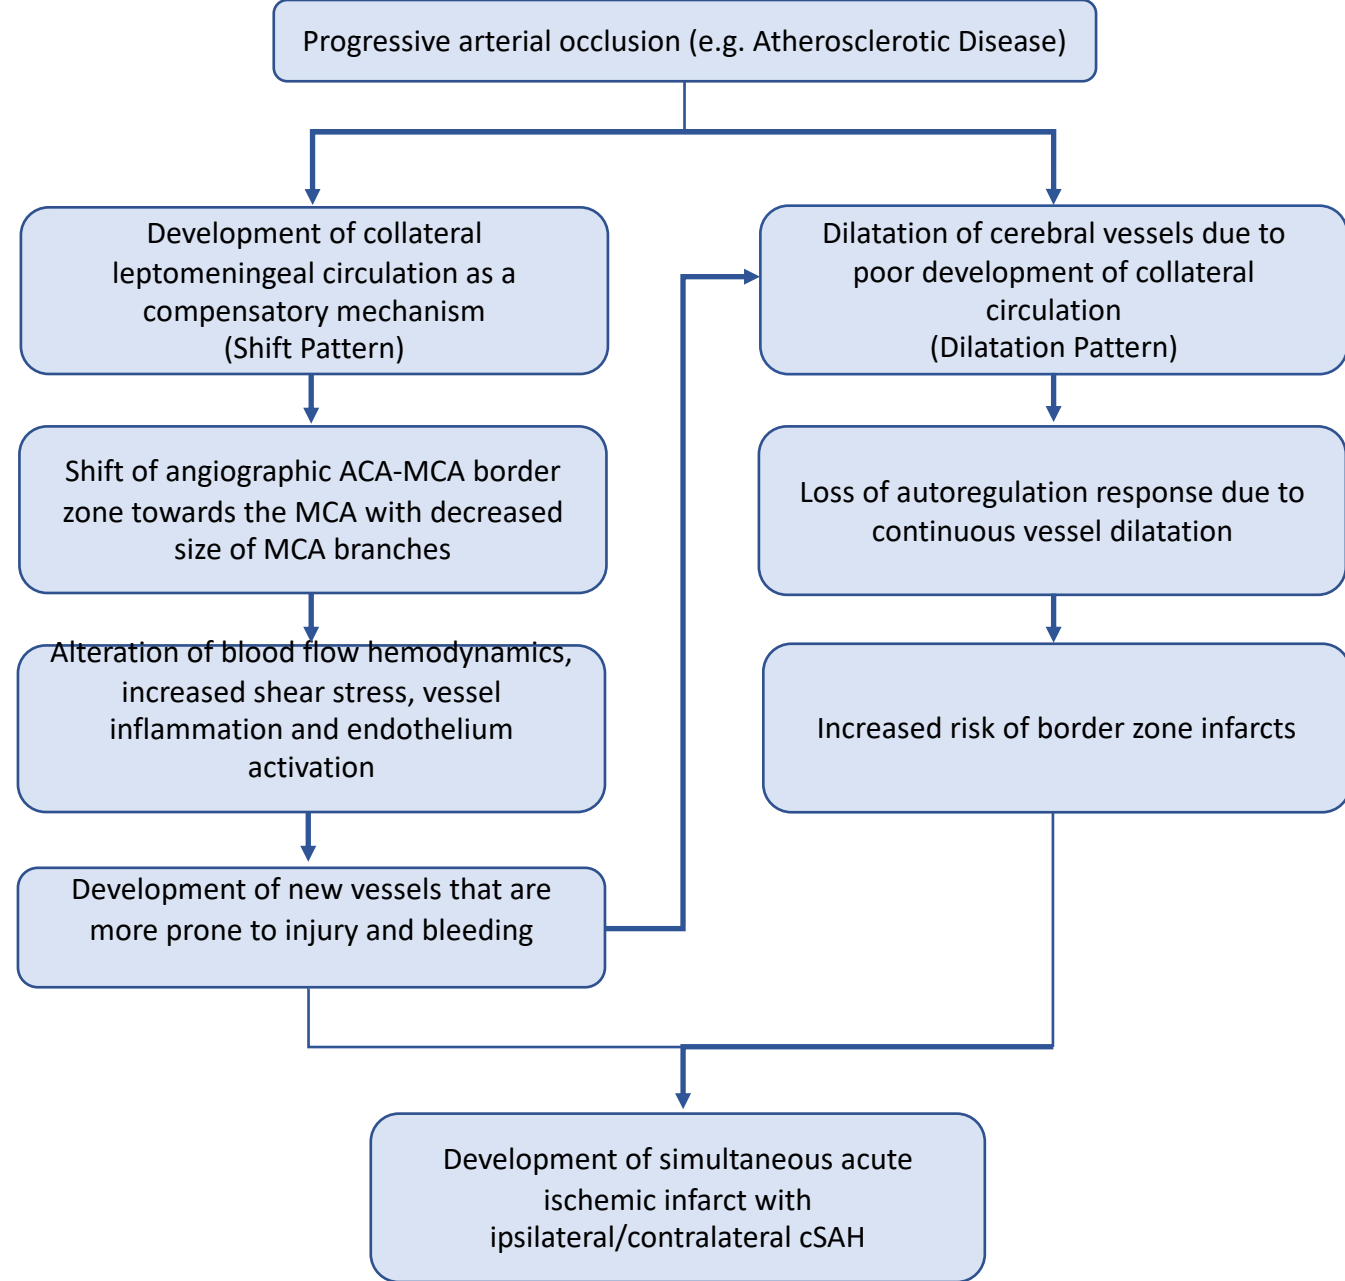 Progressive arterial occlusion (e.g. Atherosclerotic Disease)
Development of collateral
leptomeningeal circulation as a
compensatory mechanism
(Shift Pattern)
Shift of angiographic ACA-MCA border
zone towards the MCA with decreased
size of MCA branches
Alteration of blood flow hemodynamics,
increased shear stress, vessel
inflammation and endothelium
activation
Development of new vessels that are
more prone to injury and bleeding
Dilatation of cerebral vessels due to
poor development of collateral
circulation
(Dilatation Pattern)
Loss of autoregulation response due to
continuous vessel dilatation
Increased risk of border zone infarcts
Development of simultaneous acute
ischemic infarct with
ipsilateral/contralateral cSAH